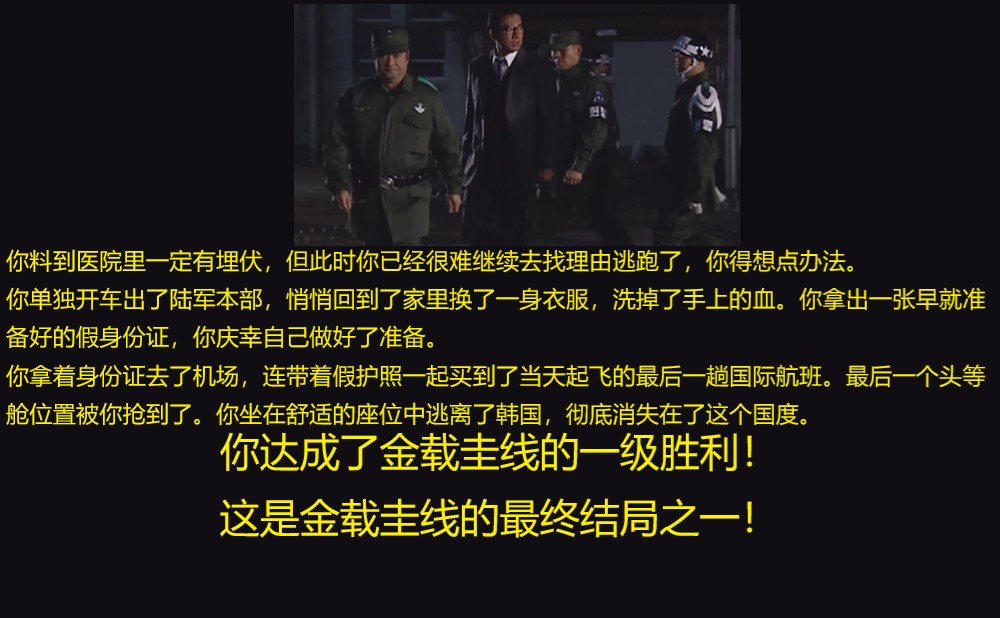 你料到医院里一定有埋伏，但此时你已经很难继续去找理由逃跑了，你得想点办法。
你单独开车出了陆军本部，悄悄回到了家里换了一身衣服，洗掉了手上的血。你拿出一张早就准
备好的假身份证，你庆幸自己做好了准备。
你拿着身份证去了机场，连带着假护照一起买到了当天起飞的最后一趟国际航班。最后一个头等
舱位置被你抢到了。你坐在舒适的座位中逃离了韩国，彻底消失在了这个国度。
你达成了金载圭线的一级胜利！
这是金载圭线的最终结局之一！